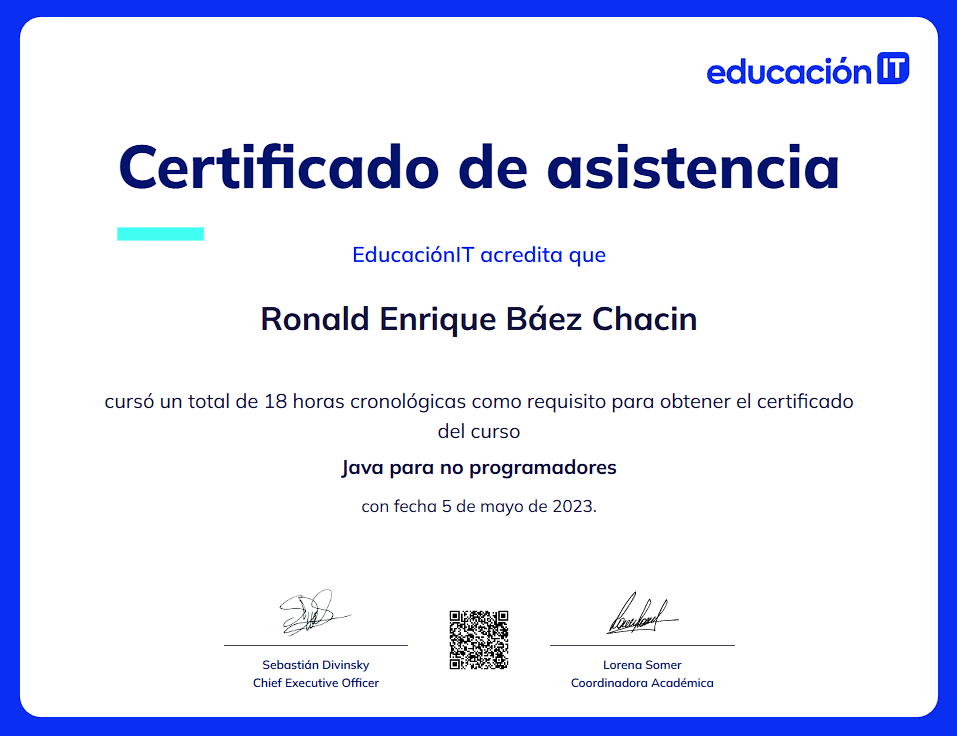 educación IT
Certificado de asistencia
EducaciónIT acredita que
Ronald Enrique Báez Chacin
cursó un total de 18 horas cronológicas como requisito para obtener el certificado
del curso
Java para no programadores
con fecha 5 de mayo de 2023.
Sebastián Divinsky
Chief Executive Officer
Lorena Somer
Coordinadora Académica